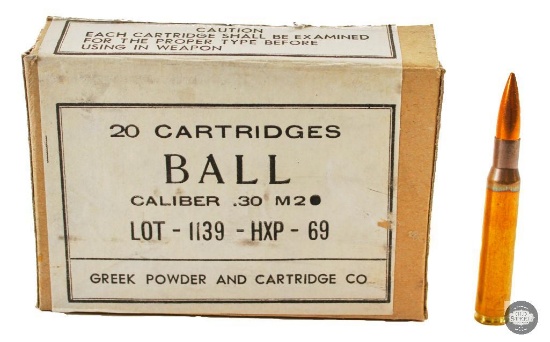 CAUTION
EACH CARTRIDGE SHALL BE EXAMINED
FOR THE PROPER TYPE BEFORE
USING IN WEAPON
20 CARTRIDGES
BALL
CALIBER .30 M2
LOT - 1139 - HXP - 69
GREEK POWDER AND CARTRIDGE CO